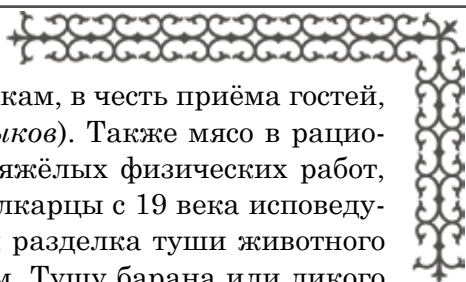 кам, в честь приёма гостей,
ыков). Также мясо в рацио-
яжёлых физических работ,
лкарцы с 19 века исповеду-
разделка туши животного
м. Тушу барана или дикого